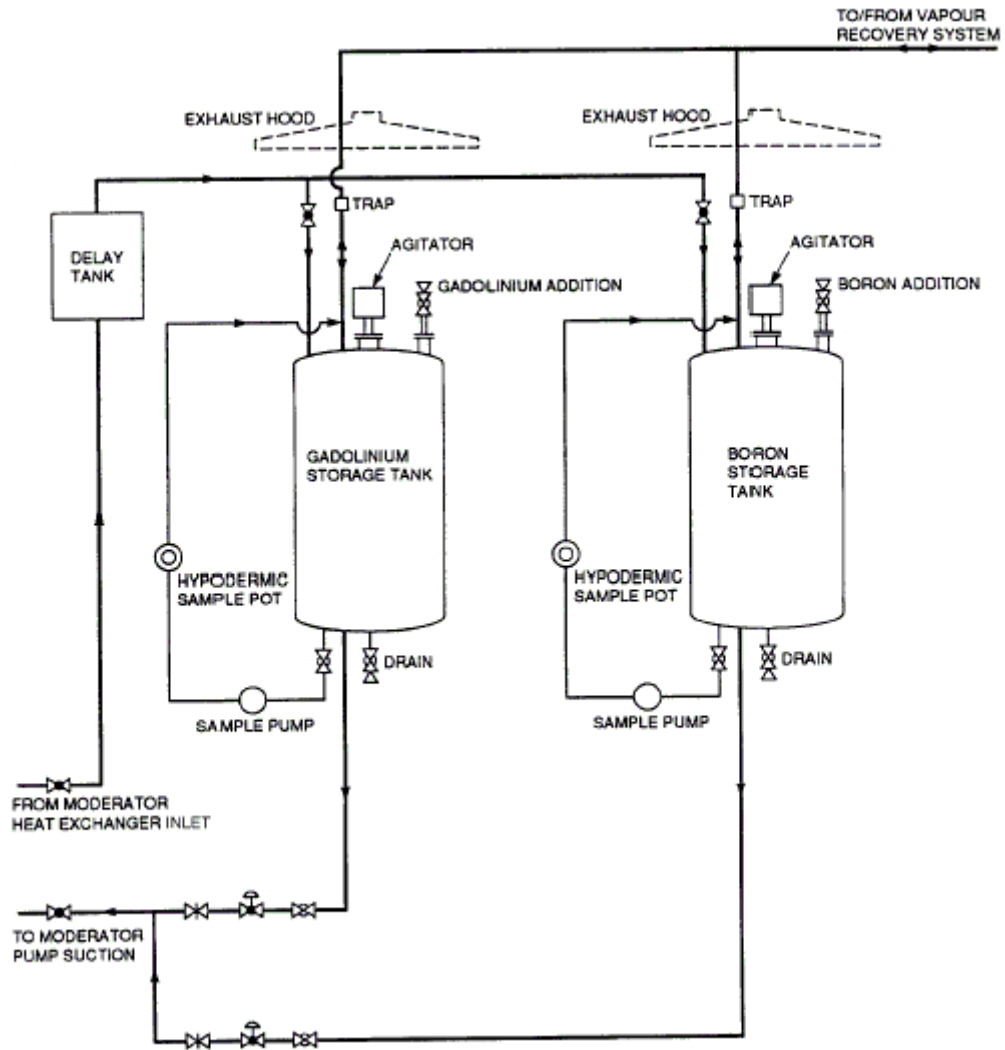 TO/FROM VAPOUR
RECOVERY SYSTEM
EXHAUST HOOD
EXHAUST HOOD
TRAP
TRAP
DELAY
TANK
AGITATOR
AGITATOR
GADOLINIUM ADDITION
BORON ADDITION
GADOLINIUM
STORAGE TANK
BORON
STORAGE
TANK
HYPODERMIC
SAMPLE POT
HYPODERMIC
SAMPLE POT
DRAIN
DRAIN
SAMPLE PUMP
SAMPLE PUMP
FROM MODERATOR
HEAT EXCHANGER INLET
TO MODERATOR
PUMP SUCTION